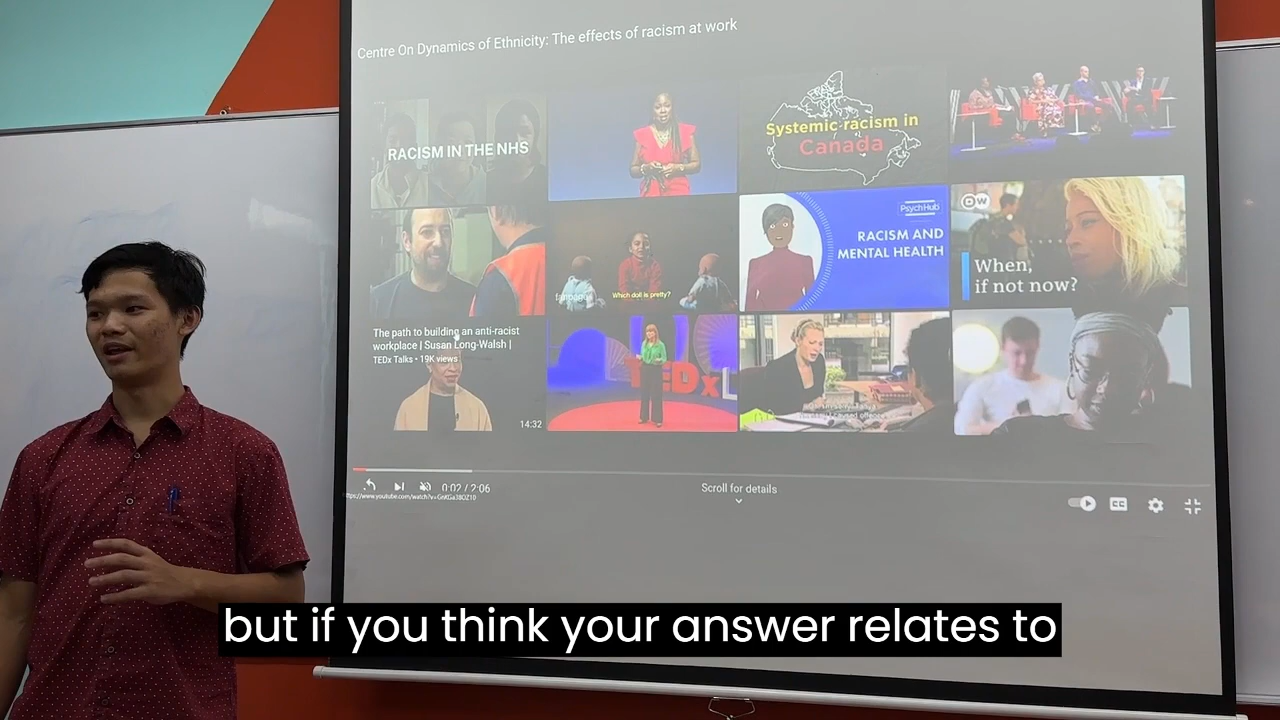 Centre On Dynamics of Ethnicity: The effects of racism at work
RACISM IN THE NHS
Systemic racism in
Canada
Which doll is pretty?
PsychHub
RACISM AND
MENTAL HEALTH
DW
When,
if not now?
The path to building an anti-racist
workplace | Susan Long-Walsh |
TEDx Talks • 19K views
14:32
TEDxL
0:02 / 2:06
Scroll for details
CC
but if you think your answer relates to